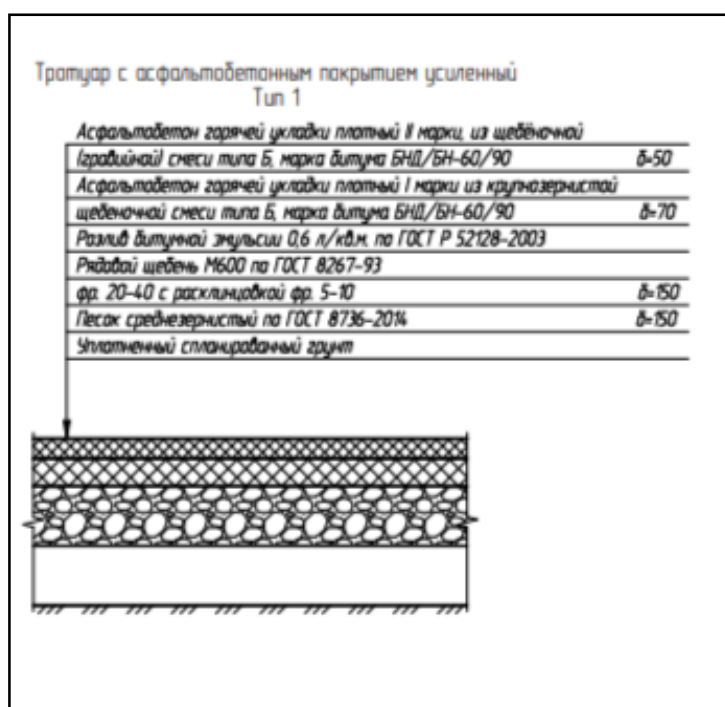 Тротуар с асфальтобетонным покрытием усиленный
Тип 1
Асфальтобетон горячей укладки плотный II марки, из щебёночной
(гравийной) смеси типа Б, марка битума БНД/БН-60/90 δ=50
Асфальтобетон горячей укладки плотный I марки из крупнозернистой
щебеночной смеси типа Б, марка битума БНД/БН-60/90 δ=70
Розлив битумной эмульсии 0,6 л/кв.м. по ГОСТ Р 52128-2003
Рядовой щебень М600 по ГОСТ 8267-93
фр. 20-40 с расклинцовкой фр. 5-10 δ=150
Песок среднезернистый по ГОСТ 8736-2014 δ=150
Уплотненный спланированный грунт